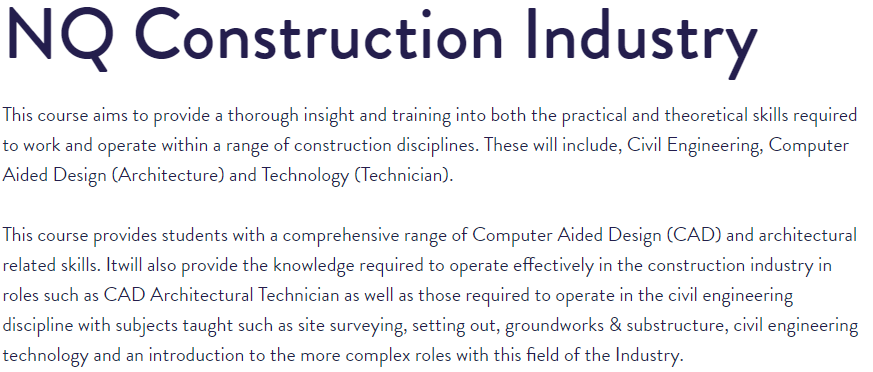 NQ Construction Industry
This course aims to provide a thorough insight and training into both the practical and theoretical skills required
to work and operate within a range of construction disciplines. These will include, Civil Engineering, Computer
Aided Design (Architecture) and Technology (Technician).
This course provides students with a comprehensive range of Computer Aided Design (CAD) and architectural
related skills. Itwill also provide the knowledge required to operate effectively in the construction industry in
roles such as CAD Architectural Technician as well as those required to operate in the civil engineering
discipline with subjects taught such as site surveying, setting out, groundworks & substructure, civil engineering
technology and an introduction to the more complex roles with this field of the Industry.